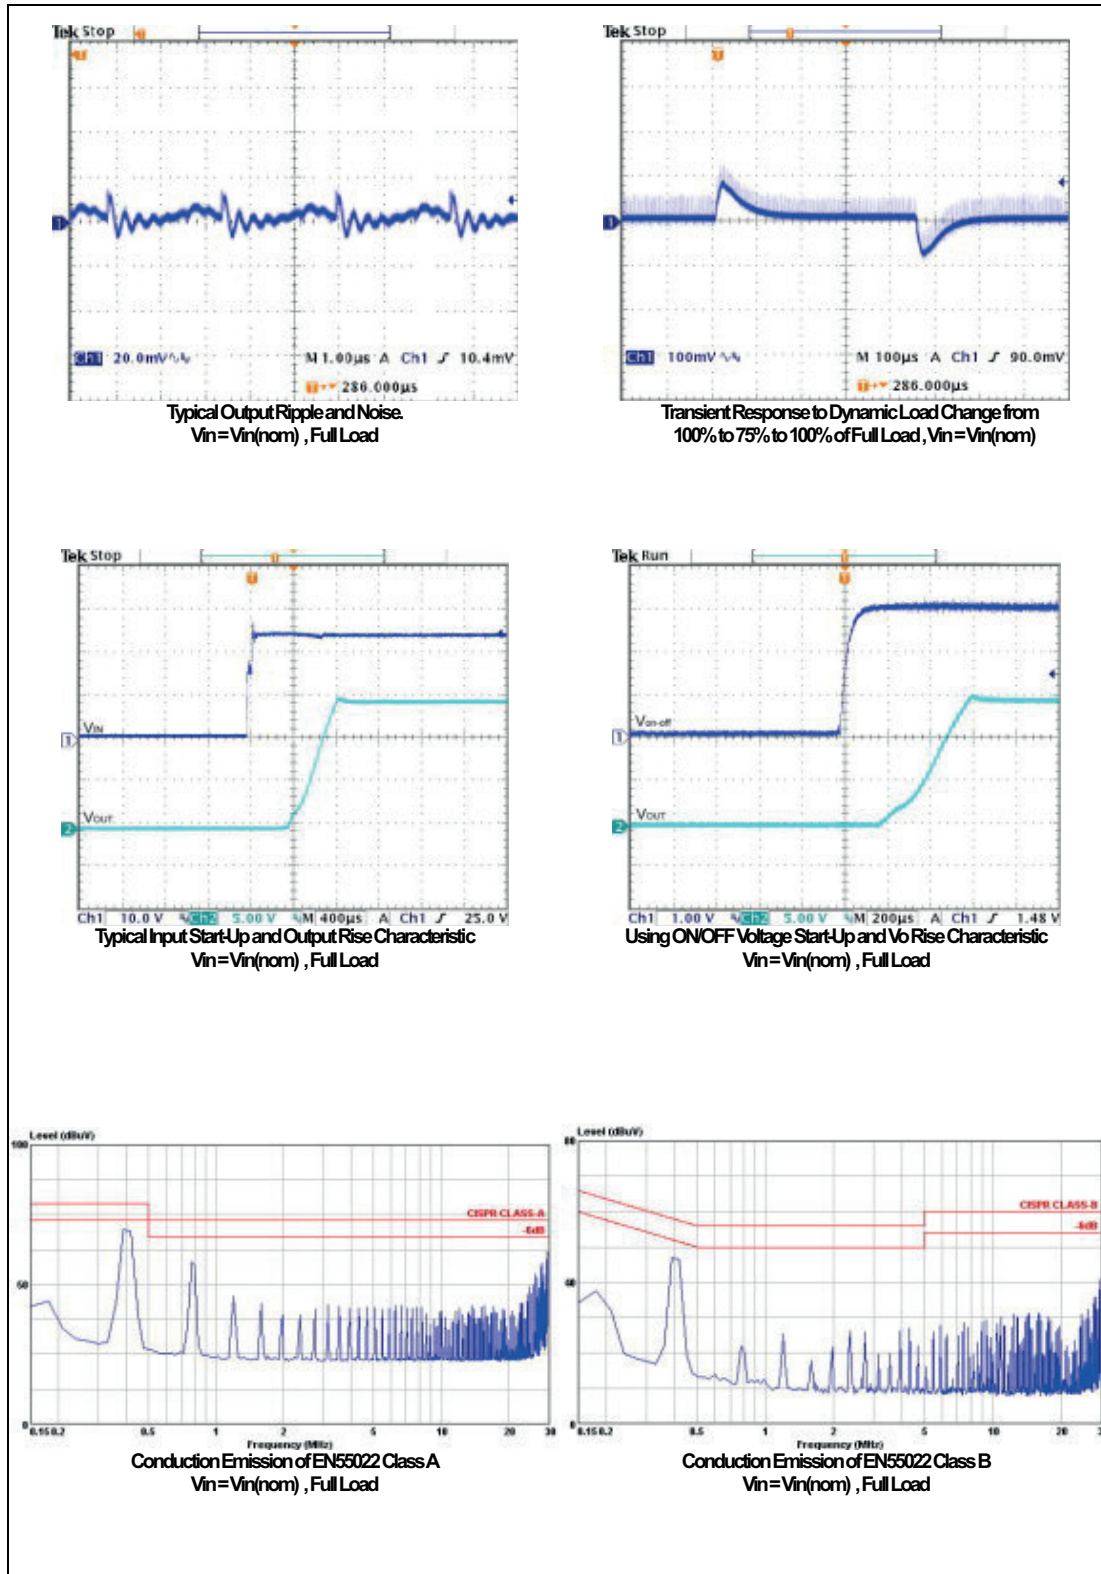 Tek Stop
1
Ch1 20.0mV M 1.00µs A Ch1 10.4mV
286.000µs
Typical Output Ripple and Noise.
Vin = Vin(nom) , Full Load
Tek Stop
1
Ch1 100mV M 100µs A Ch1 90.0mV
286.000µs
Transient Response to Dynamic Load Change from
100% to 75% to 100% of Full Load , Vin = Vin(nom)
Tek Stop
VIN
1
VOUT
2
Ch1 10.0 V Ch2 5.00 V M 400µs A Ch1 25.0 V
Typical Input Start-Up and Output Rise Characteristic
Vin = Vin(nom) , Full Load
Tek Run
Von-off
1
VOUT
2
Ch1 1.00 V Ch2 5.00 V M 200µs A Ch1 1.48 V
Using ON/OFF Voltage Start-Up and Vo Rise Characteristic
Vin = Vin(nom) , Full Load
Level (dBuV)
100
CISPR CLASS-A
-6dB
50
0
0.15 0.2 0.5 1 2 5 10 20 30
Frequency (MHz)
Conduction Emission of EN55022 Class A
Vin = Vin(nom) , Full Load
Level (dBuV)
80
CISPR CLASS-B
-6dB
40
0
0.15 0.2 0.5 1 2 5 10 20 3
Frequency (MHz)
Conduction Emission of EN55022 Class B
Vin = Vin(nom) , Full Load